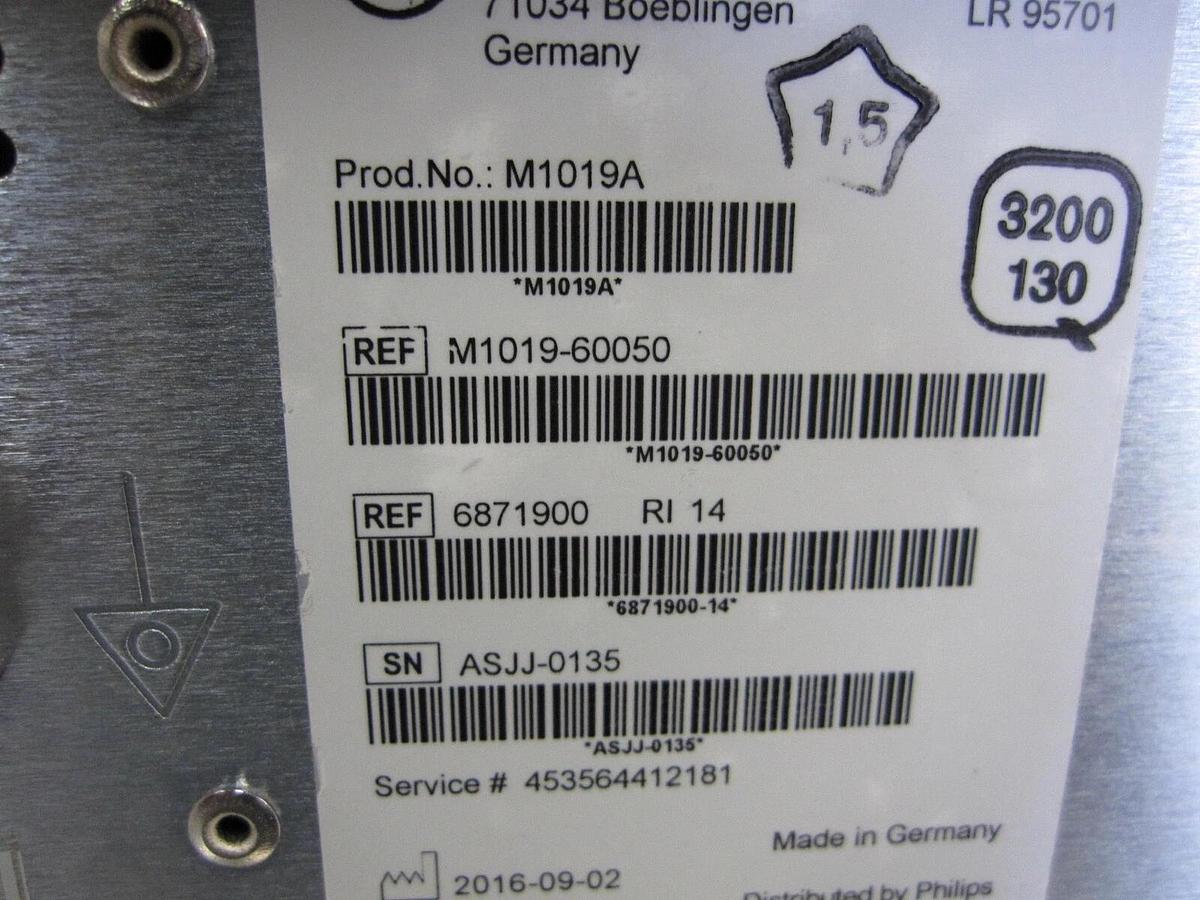 71034 Boeblingen
Germany
LR 95701
1,5
3200
130
Prod.No.: M1019A
*M1019A*
REF M1019-60050
*M1019-60050*
REF 6871900 RI 14
*6871900-14*
SN ASJJ-0135
*ASJJ-0135*
Service # 453564412181
Made in Germany
2016-09-02
Distributed by Philips